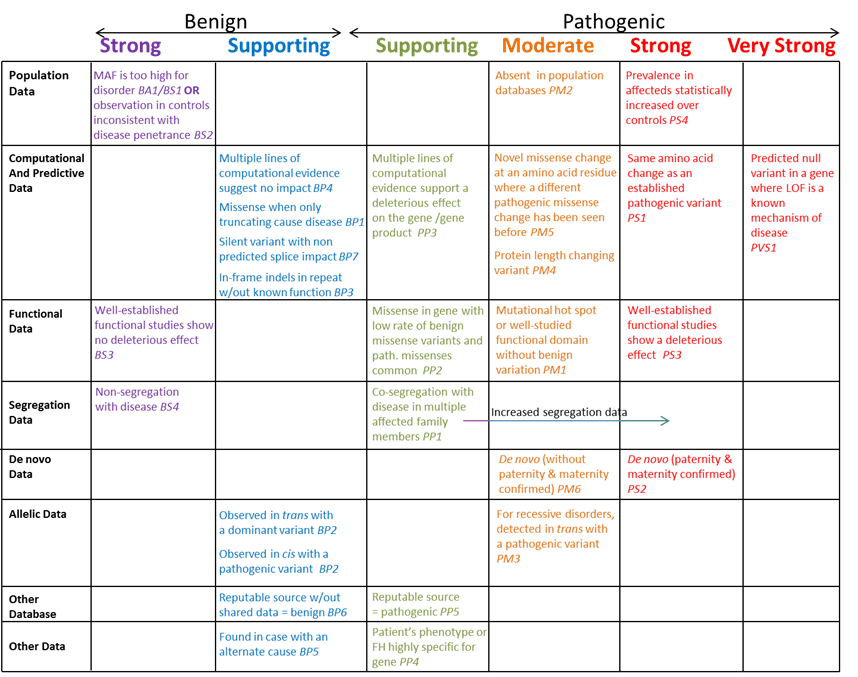 Benign
Pathogenic
Strong
Supporting
Supporting
Moderate
Strong
Very Strong
Population
Data
MAF is too high for
disorder BA1/BS1 OR
observation in controls
inconsistent with
disease penetrance BS2
Absent in population
databases PM2
Prevalence in
affecteds statistically
increased over
controls PS4
Computational
And Predictive
Data
Multiple lines of
computational evidence
suggest no impact BP4
Missense when only
truncating cause disease BP1
Silent variant with non
predicted splice impact BP7
In-frame indels in repeat
w/out known function BP3
Multiple lines of
computational
evidence support a
deleterious effect
on the gene /gene
product PP3
Novel missense change
at an amino acid residue
where a different
pathogenic missense
change has been seen
before PM5
Protein length changing
variant PM4
Same amino acid
change as an
established
pathogenic variant
PS1
Predicted null
variant in a gene
where LOF is a
known
mechanism of
disease
PVS1
Functional
Data
Well-established
functional studies show
no deleterious effect
BS3
Missense in gene with
low rate of benign
missense variants and
path. missenses
common PP2
Mutational hot spot
or well-studied
functional domain
without benign
variation PM1
Well-established
functional studies
show a deleterious
effect PS3
Segregation
Data
Non-segregation
with disease BS4
Co-segregation with
disease in multiple
affected family
members PP1
Increased segregation data
De novo
Data
De novo (without
paternity & maternity
confirmed) PM6
De novo (paternity &
maternity confirmed)
PS2
Allelic Data
Observed in trans with
a dominant variant BP2
Observed in cis with a
pathogenic variant BP2
For recessive disorders,
detected in trans with
a pathogenic variant
PM3
Other
Database
Reputable source w/out
shared data = benign BP6
Reputable source
= pathogenic PP5
Other Data
Found in case with an
alternate cause BP5
Patient's phenotype or
FH highly specific for
gene PP4